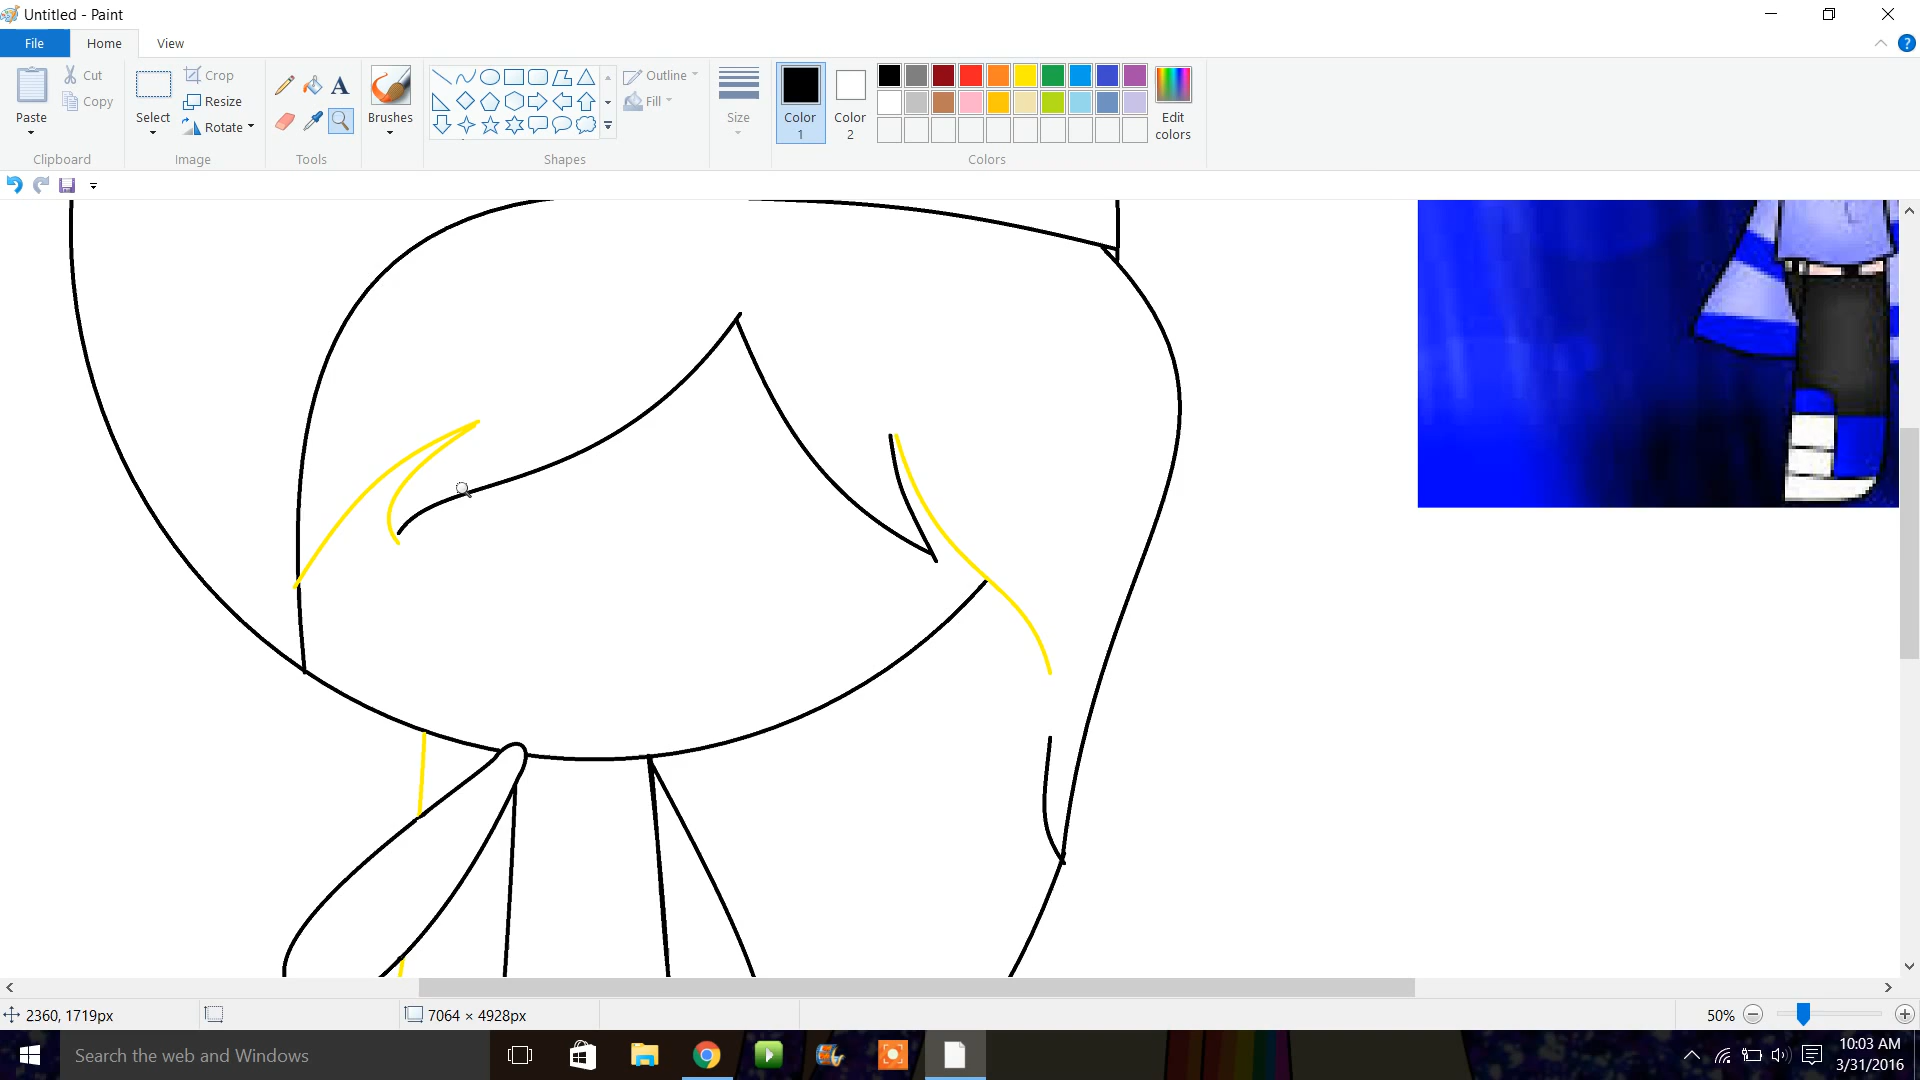 Untitled - Paint
File Home View
Paste
Cut
Copy
Clipboard
Select
Crop
Resize
Rotate
Image
A
Tools
Brushes
Shapes
Outline
Fill
Size
Color 1
Color 2
Edit colors
Colors
2360, 1719px
7064 × 4928px
50%
Search the web and Windows
10:03 AM
3/31/2016